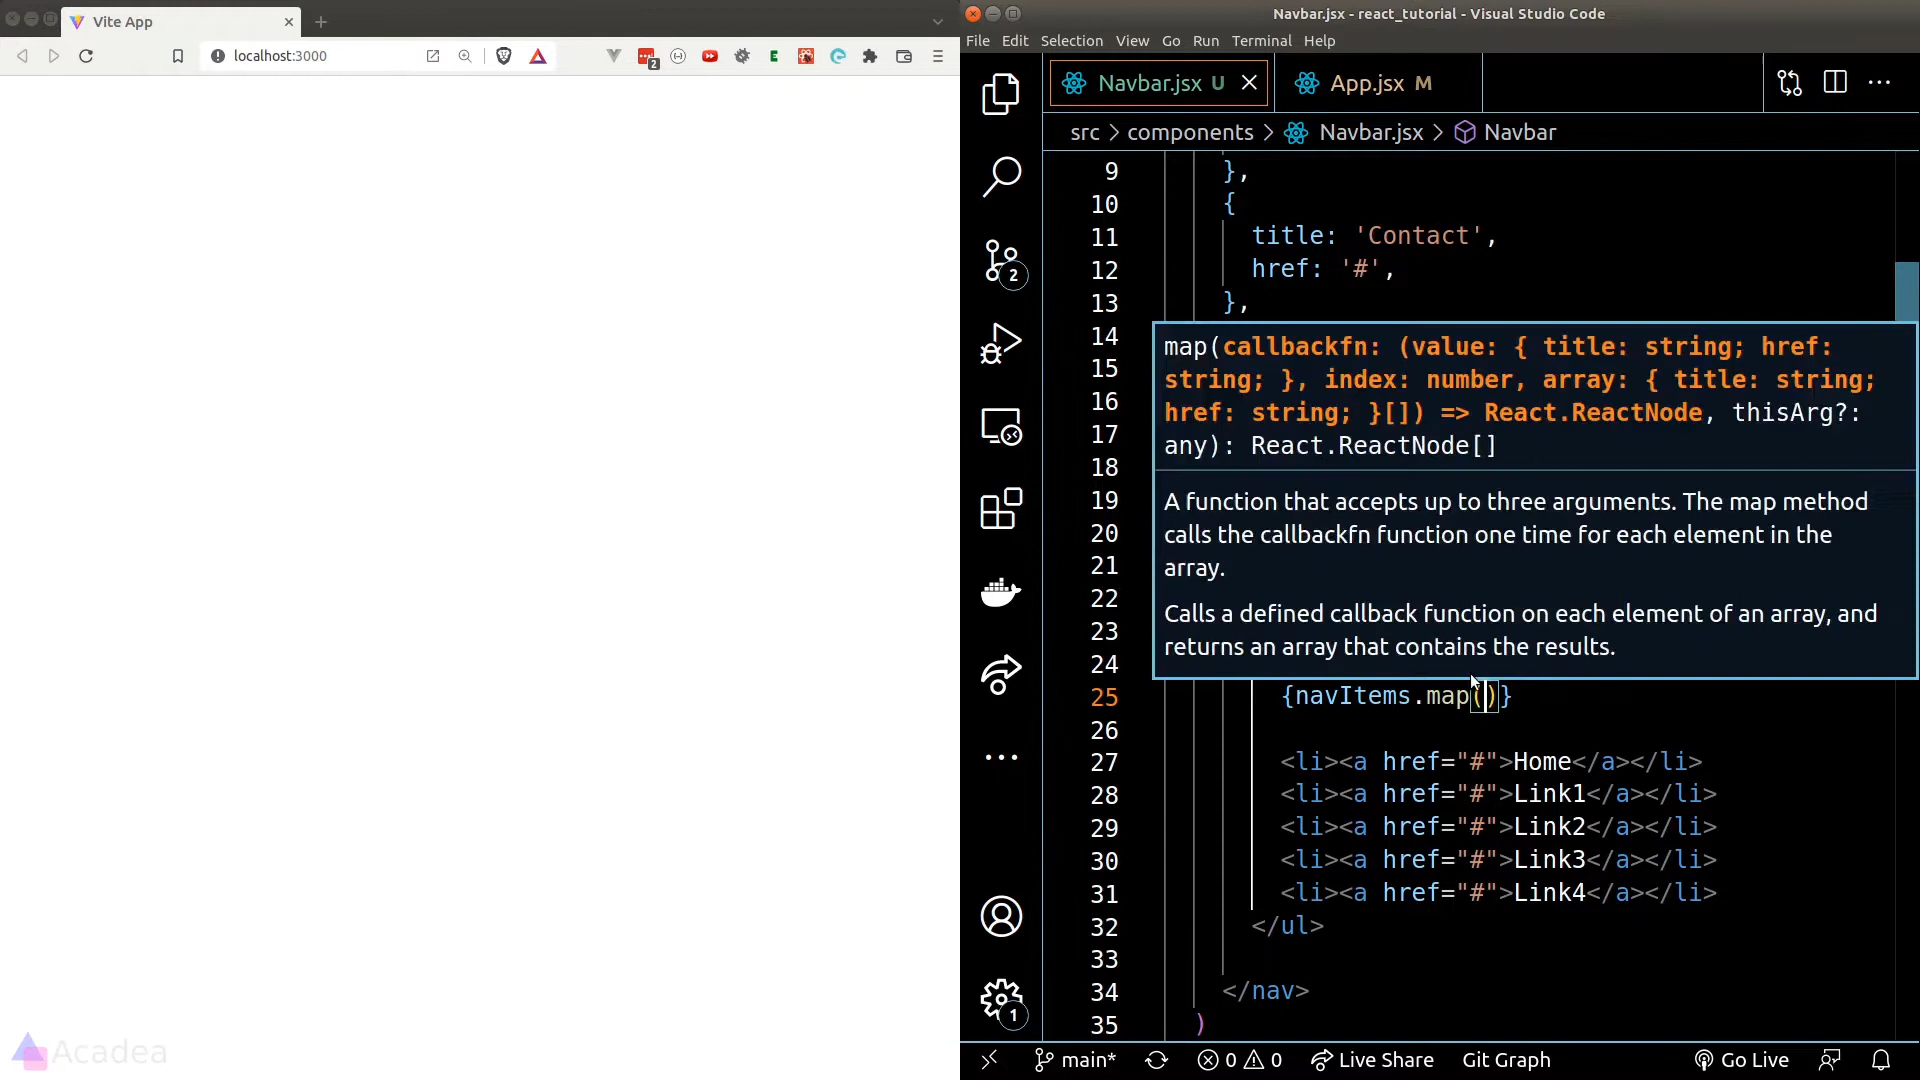 Vite App
localhost:3000
2
Acadea
Navbar.jsx - react_tutorial - Visual Studio Code
File Edit Selection View Go Run Terminal Help
Navbar.jsx U
App.jsx M
src > components > Navbar.jsx > Navbar
9 },
10 {
11 title: 'Contact',
12 href: '#',
13 },
14
15
16
17
18
19
20
21
22
23
24
map(callbackfn: (value: { title: string; href:
string; }, index: number, array: { title: string;
href: string; }[]) => React.ReactNode, thisArg?:
any): React.ReactNode[]
A function that accepts up to three arguments. The map method
calls the callbackfn function one time for each element in the
array.
Calls a defined callback function on each element of an array, and
returns an array that contains the results.
25 {navItems.map()}
26
27 <li><a href="#">Home</a></li>
28 <li><a href="#">Link1</a></li>
29 <li><a href="#">Link2</a></li>
30 <li><a href="#">Link3</a></li>
31 <li><a href="#">Link4</a></li>
32 </ul>
33
34 </nav>
35 )
2
1
main* 0 0 Live Share Git Graph Go Live